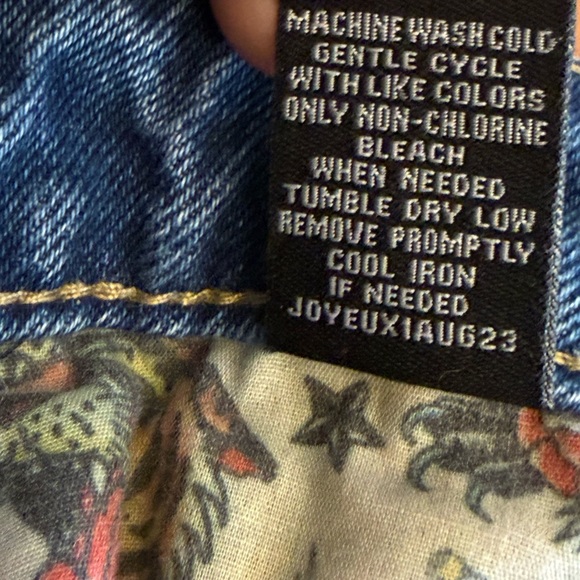 MACHINE WASH COLD
GENTLE CYCLE
WITH LIKE COLORS
ONLY NON-CHLORINE
BLEACH
WHEN NEEDED
TUMBLE DRY LOW
REMOVE PROMPTLY
COOL IRON
IF NEEDED
JOYEUX1AUG23